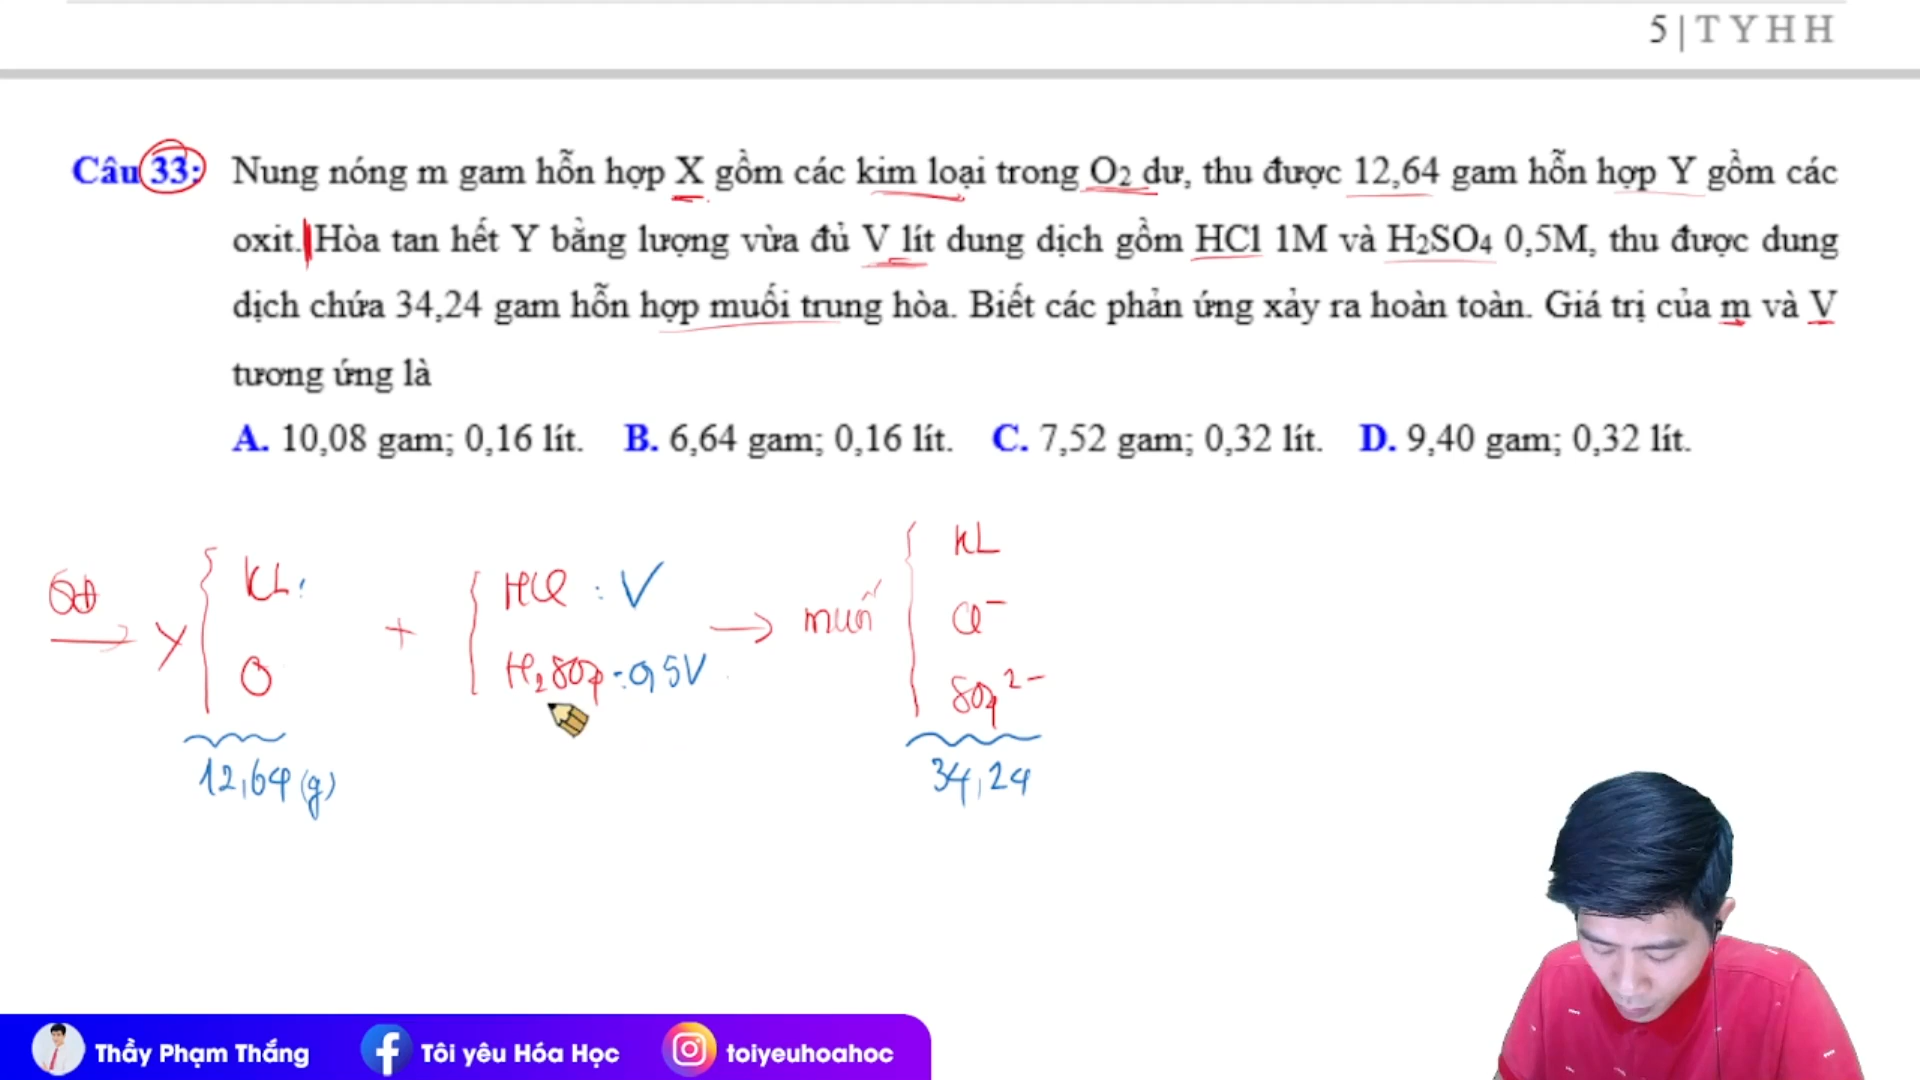 5 | T Y H H
Câu 33: Nung nóng m gam hỗn hợp X gồm các kim loại trong O2 dư, thu được 12,64 gam hỗn hợp Y gồm các
oxit. Hòa tan hết Y bằng lượng vừa đủ V lít dung dịch gồm HCl 1M và H2SO4 0,5M, thu được dung
dịch chứa 34,24 gam hỗn hợp muối trung hòa. Biết các phản ứng xảy ra hoàn toàn. Giá trị của m và V
tương ứng là
A. 10,08 gam; 0,16 lít. B. 6,64 gam; 0,16 lít. C. 7,52 gam; 0,32 lít. D. 9,40 gam; 0,32 lít.
KL
KL: HCl : V
Y + → muối Cl⁻
O H2SO4 : 0,5V
SO4²⁻
12,64 (g) 34,24
Thầy Phạm Thắng Tôi yêu Hóa Học toiyeuhoahoc